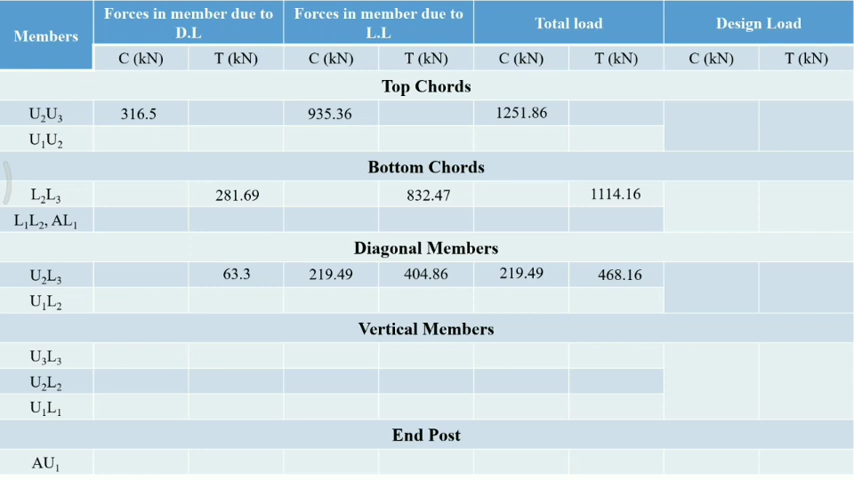 Members Forces in member due to D.L Forces in member due to L.L Total load Design Load
C (kN) T (kN) C (kN) T (kN) C (kN) T (kN) C (kN) T (kN)
Top Chords
U₂U₃ 316.5 935.36 1251.86
U₁U₂
Bottom Chords
L₂L₃ 281.69 832.47 1114.16
L₁L₂, AL₁
Diagonal Members
U₂L₃ 63.3 219.49 404.86 219.49 468.16
U₁L₂
Vertical Members
U₃L₃
U₂L₂
U₁L₁
End Post
AU₁